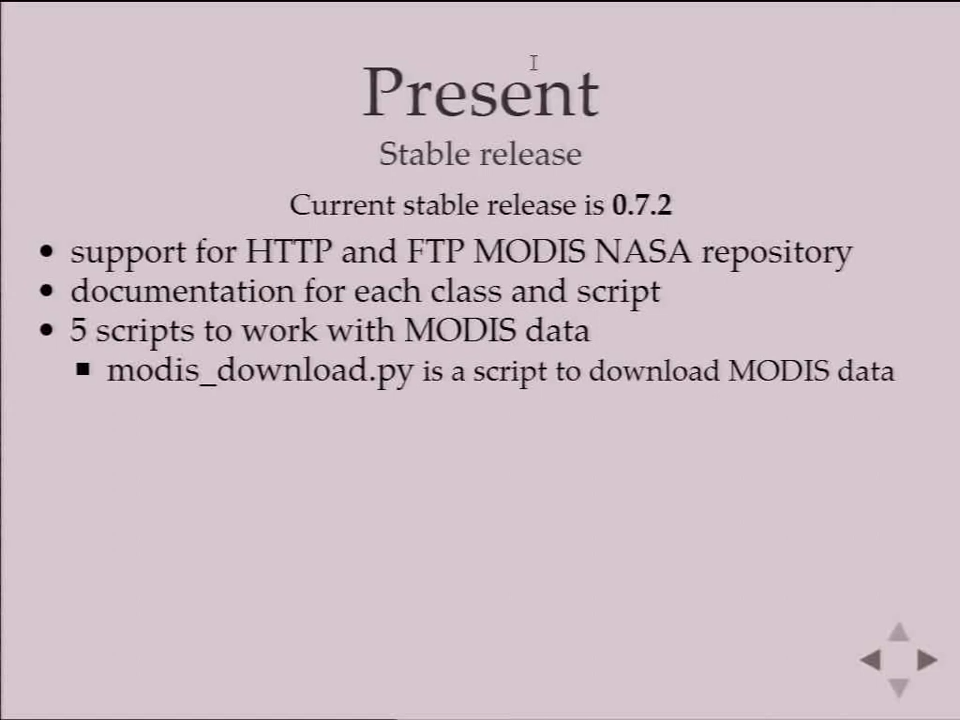 Present
Stable release
Current stable release is 0.7.2
• support for HTTP and FTP MODIS NASA repository
• documentation for each class and script
• 5 scripts to work with MODIS data
■ modis_download.py is a script to download MODIS data